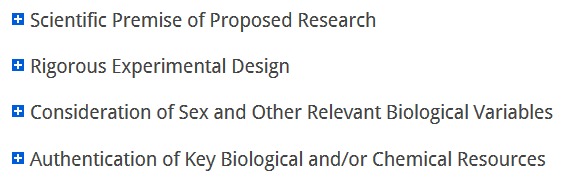 Scientific Premise of Proposed Research
Rigorous Experimental Design
Consideration of Sex and Other Relevant Biological Variables
Authentication of Key Biological and/or Chemical Resources